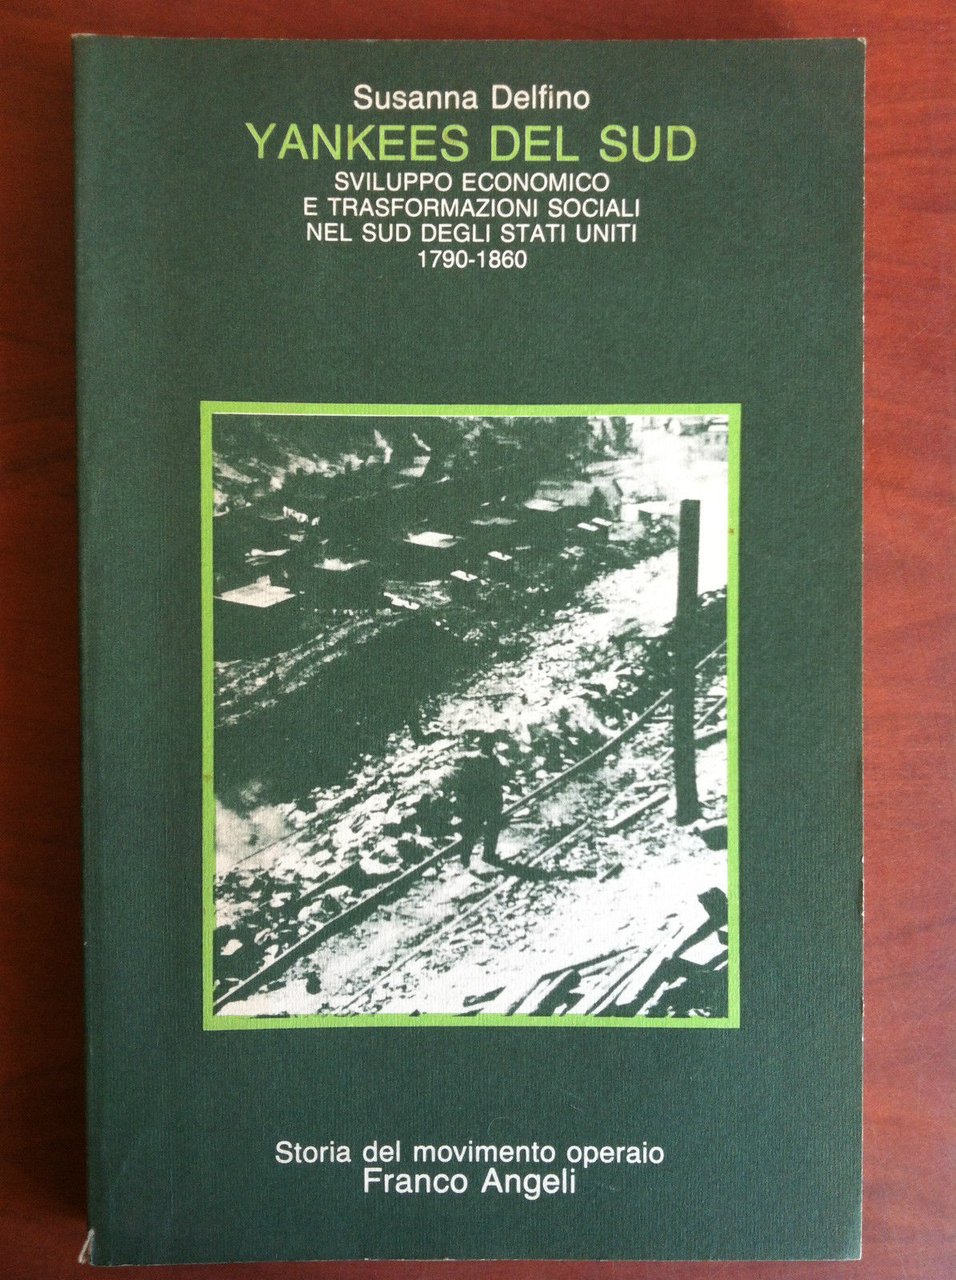 Susanna Delfino
YANKEES DEL SUD
SVILUPPO ECONOMICO
E TRASFORMAZIONI SOCIALI
NEL SUD DEGLI STATI UNITI
1790-1860
Storia del movimento operaio
Franco Angeli